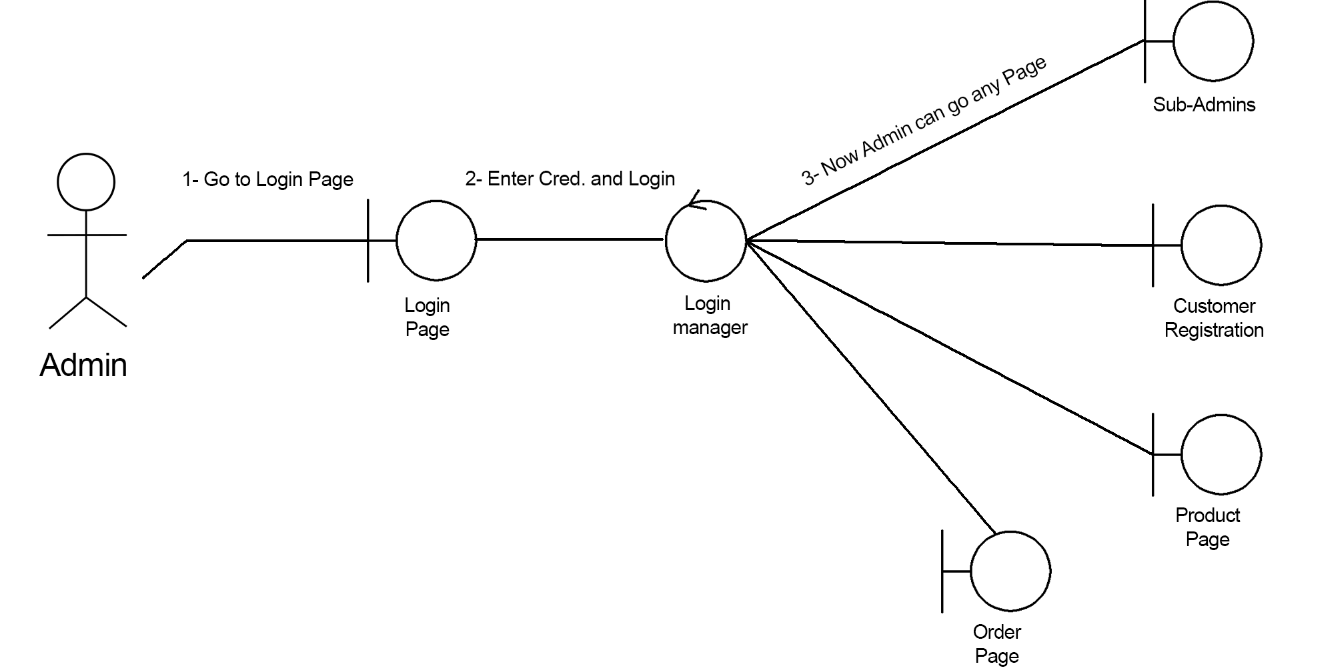 3- Now Admin can go any Page
Sub-Admins
1- Go to Login Page
2- Enter Cred. and Login
Login
Page
Login
manager
Customer
Registration
Admin
Product
Page
Order
Page